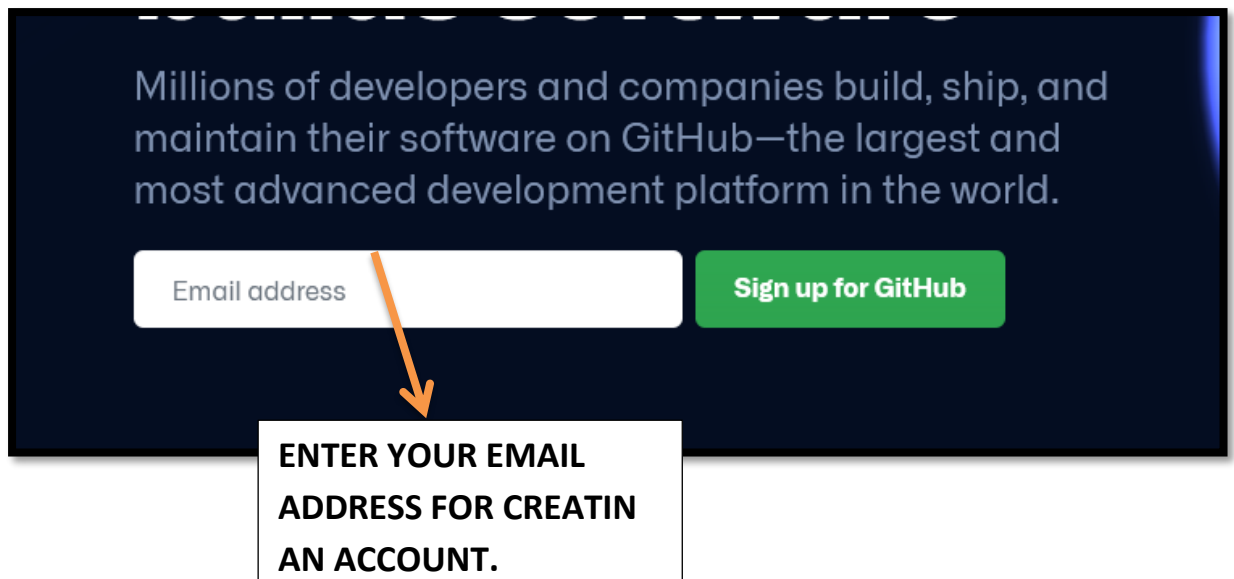 Millions of developers and companies build, ship, and
maintain their software on GitHub—the largest and
most advanced development platform in the world.
Email address
Sign up for GitHub
ENTER YOUR EMAIL
ADDRESS FOR CREATIN
AN ACCOUNT.